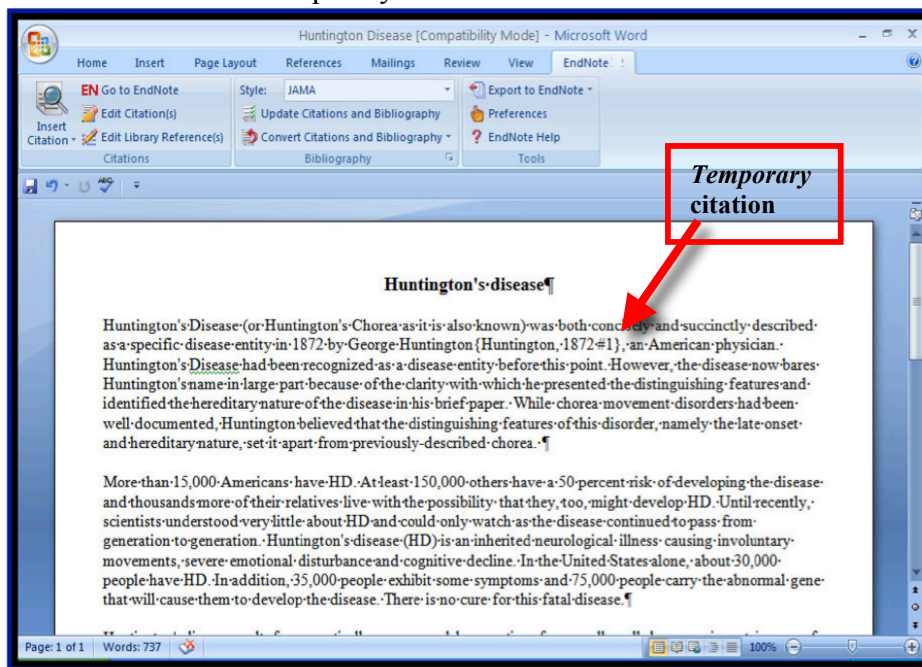 Huntington Disease [Compatibility Mode] - Microsoft Word
Home Insert Page Layout References Mailings Review View EndNote
EN Go to EndNote Style: JAMA Export to EndNote
Edit Citation(s) Update Citations and Bibliography Preferences
Insert
Citation Edit Library Reference(s) Convert Citations and Bibliography ? EndNote Help
Citations Bibliography Tools
ABC
Temporary
citation
Huntington's·disease¶
Huntington's·Disease·(or·Huntington's·Chorea·as·it·is·also·known)·was·both·concisely·and·succinctly·described·
as·a·specific·disease·entity·in·1872·by·George·Huntington·{Huntington,·1872·#1},·an·American·physician.·
Huntington's·Disease·had·been·recognized·as·a·disease·entity·before·this·point.·However,·the·disease·now·bares·
Huntington's·name·in·large·part·because·of·the·clarity·with·which·he·presented·the·distinguishing·features·and·
identified·the·hereditary·nature·of·the·disease·in·his·brief·paper.·While·chorea·movement·disorders·had·been·
well·documented,·Huntington·believed·that·the·distinguishing·features·of·this·disorder,·namely·the·late·onset·
and·hereditary·nature,·set·it·apart·from·previously-described·chorea.·¶
More·than·15,000·Americans·have·HD.·At·least·150,000·others·have·a·50-percent·risk·of·developing·the·disease·
and·thousands·more·of·their·relatives·live·with·the·possibility·that·they,·too,·might·develop·HD.·Until·recently,·
scientists·understood·very·little·about·HD·and·could·only·watch·as·the·disease·continued·to·pass·from·
generation·to·generation.·Huntington's·disease·(HD)·is·an·inherited·neurological·illness·causing·involuntary·
movements,·severe·emotional·disturbance·and·cognitive·decline.·In·the·United·States·alone,·about·30,000·
people·have·HD.·In·addition,·35,000·people·exhibit·some·symptoms·and·75,000·people·carry·the·abnormal·gene·
that·will·cause·them·to·develop·the·disease.·There·is·no·cure·for·this·fatal·disease.¶
Page: 1 of 1 Words: 737 100%